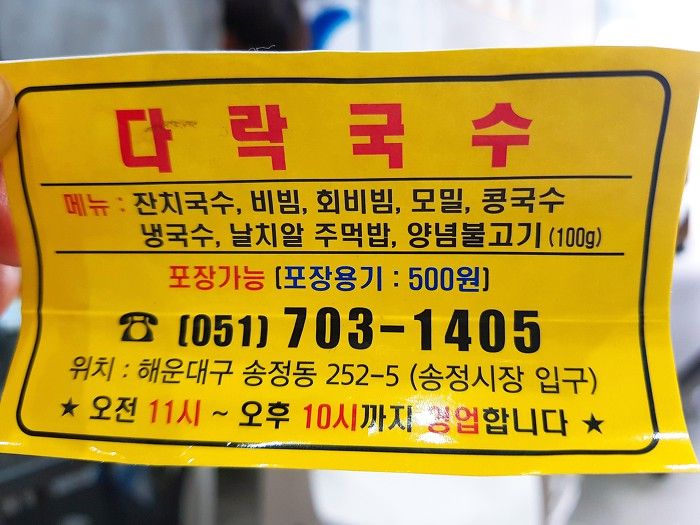 다락국수
메뉴 : 잔치국수, 비빔, 회비빔, 모밀, 콩국수
냉국수, 날치알 주먹밥, 양념불고기 (100g)
포장가능 (포장용기 : 500원)
☎ (051) 703-1405
위치 : 해운대구 송정동 252-5 (송정시장 입구)
★ 오전 11시 ~ 오후 10시까지 영업합니다 ★